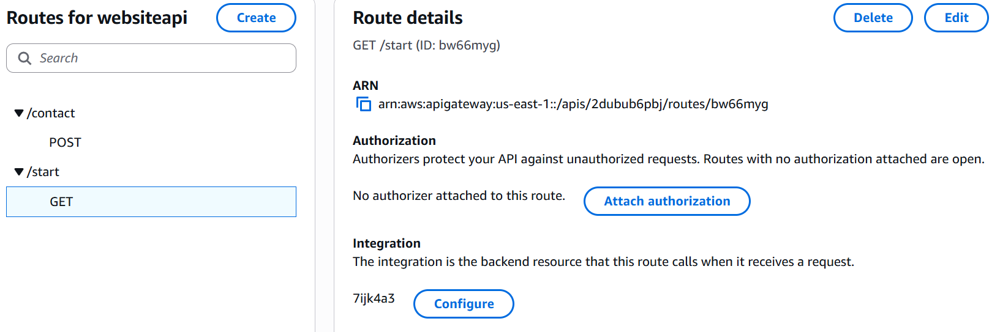 Routes for websiteapi
Create
Search
/contact
POST
/start
GET
Route details
Delete
Edit
GET /start (ID: bw66myg)
ARN
arn:aws:apigateway:us-east-1::/apis/2dubub6pbj/routes/bw66myg
Authorization
Authorizers protect your API against unauthorized requests. Routes with no authorization attached are open.
No authorizer attached to this route.
Attach authorization
Integration
The integration is the backend resource that this route calls when it receives a request.
7ijk4a3
Configure